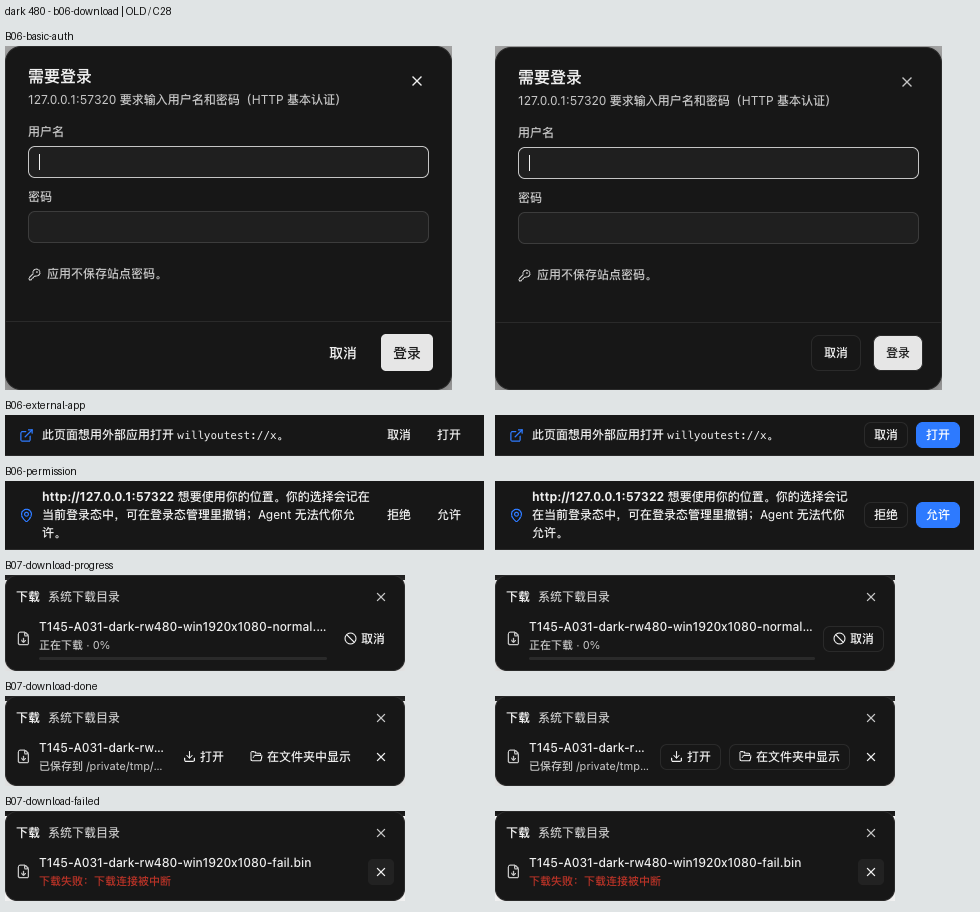 dark 480 - b06-download | OLD / C28
B06-basic-auth
需要登录
127.0.0.1:57320 要求输入用户名和密码（HTTP 基本认证）
用户名
密码
应用不保存站点密码。
取消
登录
需要登录
127.0.0.1:57320 要求输入用户名和密码（HTTP 基本认证）
用户名
密码
应用不保存站点密码。
取消
登录
B06-external-app
此页面想用外部应用打开 willyoutest://x。
取消
打开
此页面想用外部应用打开 willyoutest://x。
取消
打开
B06-permission
http://127.0.0.1:57322 想要使用你的位置。你的选择会记在
当前登录态中，可在登录态管理里撤销；Agent 无法代你允
许。
拒绝
允许
http://127.0.0.1:57322 想要使用你的位置。你的选择会记
在当前登录态中，可在登录态管理里撤销；Agent 无法代你
允许。
拒绝
允许
B07-download-progress
下载 系统下载目录
T145-A031-dark-rw480-win1920x1080-normal....
正在下载 · 0%
取消
下载 系统下载目录
T145-A031-dark-rw480-win1920x1080-normal...
正在下载 · 0%
取消
B07-download-done
下载 系统下载目录
T145-A031-dark-rw...
已保存到 /private/tmp/...
打开
在文件夹中显示
下载 系统下载目录
T145-A031-dark-r...
已保存到 /private/tmp...
打开
在文件夹中显示
B07-download-failed
下载 系统下载目录
T145-A031-dark-rw480-win1920x1080-fail.bin
下载失败：下载连接被中断
下载 系统下载目录
T145-A031-dark-rw480-win1920x1080-fail.bin
下载失败：下载连接被中断